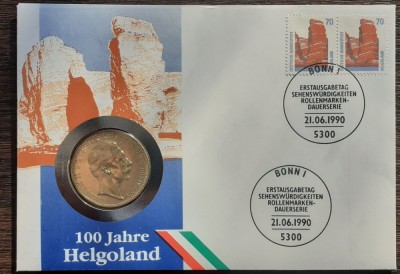 70
70
BONN 1
ERSTAUSGABETAG
SEHENSWÜRDIGKEITEN
ROLLENMARKEN-
DAUERSERIE
21.06.1990
5300
BONN 1
ERSTAUSGABETAG
SEHENSWÜRDIGKEITEN
ROLLENMARKEN-
DAUERSERIE
21.06.1990
5300
100 Jahre
Helgoland